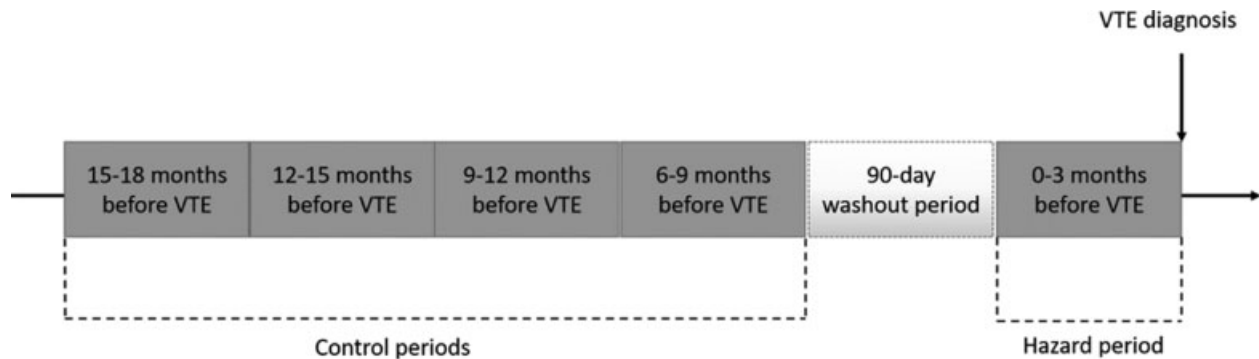 VTE diagnosis
15-18 months
before VTE
12-15 months
before VTE
9-12 months
before VTE
6-9 months
before VTE
90-day
washout period
0-3 months
before VTE
Control periods
Hazard period